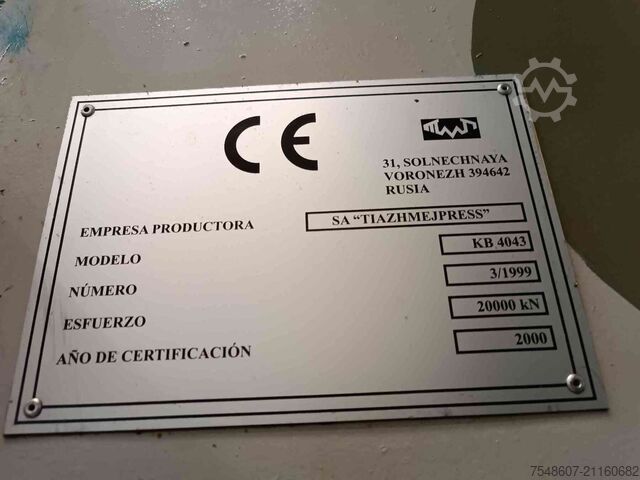 CE
31, SOLNECHNAYA
VORONEZH 394642
RUSIA
EMPRESA PRODUCTORA SA "TIAZHMEJPRESS"
MODELO KB 4043
NÚMERO 3/1999
ESFUERZO 20000 kN
AÑO DE CERTIFICACIÓN 2000
7548607-21160682